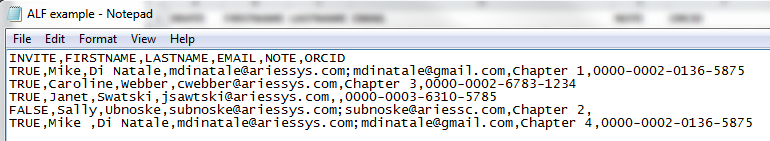 ALF example - Notepad
File Edit Format View Help
INVITE,FIRSTNAME,LASTNAME,EMAIL,NOTE,ORCID
TRUE,Mike,Di Natale,mdinatale@ariessys.com;mdinatale@gmail.com,Chapter 1,0000-0002-0136-5875
TRUE,Caroline,Webber,cwebber@ariessys.com,Chapter 3,0000-0002-6783-1234
TRUE,Janet,Swatski,jsawtski@ariessys.com,,0000-0003-6310-5785
FALSE,Sally,Ubnoske,subnoske@ariessys.com;subnoske@ariessc.com,Chapter 2,
TRUE,Mike ,Di Natale,mdinatale@ariessys.com;mdinatale@gmail.com,Chapter 4,0000-0002-0136-5875